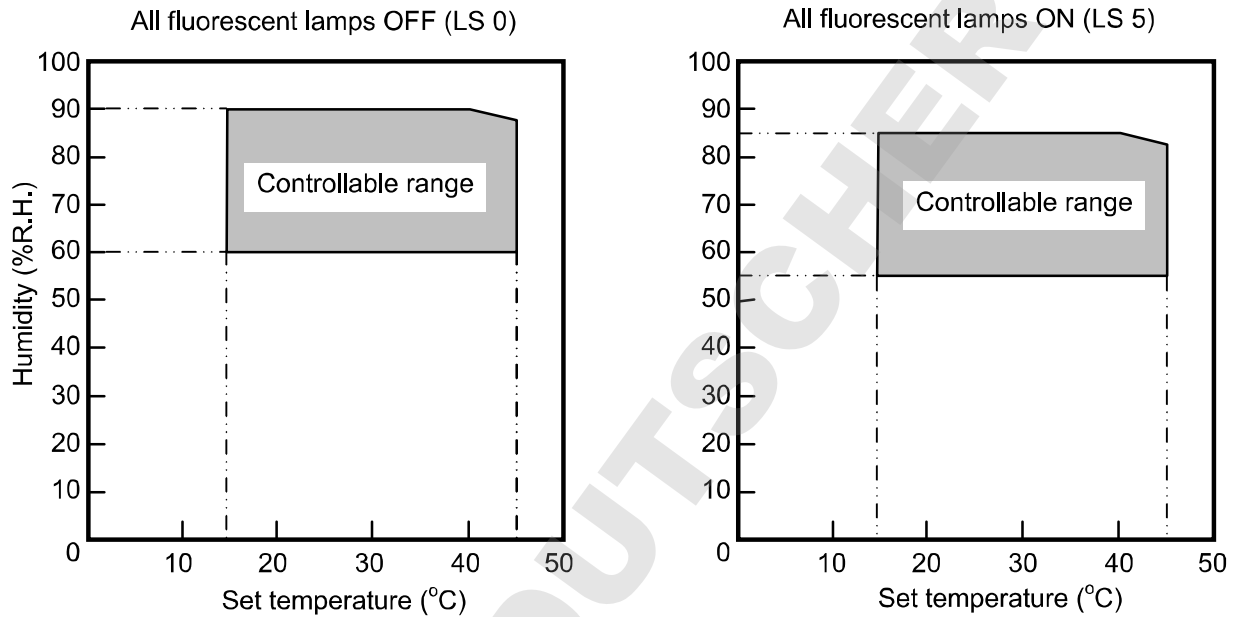 All fluorescent lamps OFF (LS 0)
Humidity (%R.H.)
100
90
80
70
60
50
40
30
20
10
0
Controllable range
10 20 30 40 50
Set temperature (°C)
All fluorescent lamps ON (LS 5)
100
90
80
70
60
50
40
30
20
10
0
Controllable range
10 20 30 40 50
Set temperature (°C)